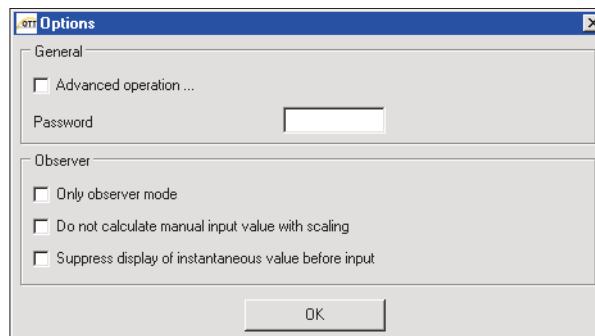 OTT Options
General
Advanced operation ...
Password
Observer
Only observer mode
Do not calculate manual input value with scaling
Suppress display of instantaneous value before input
OK